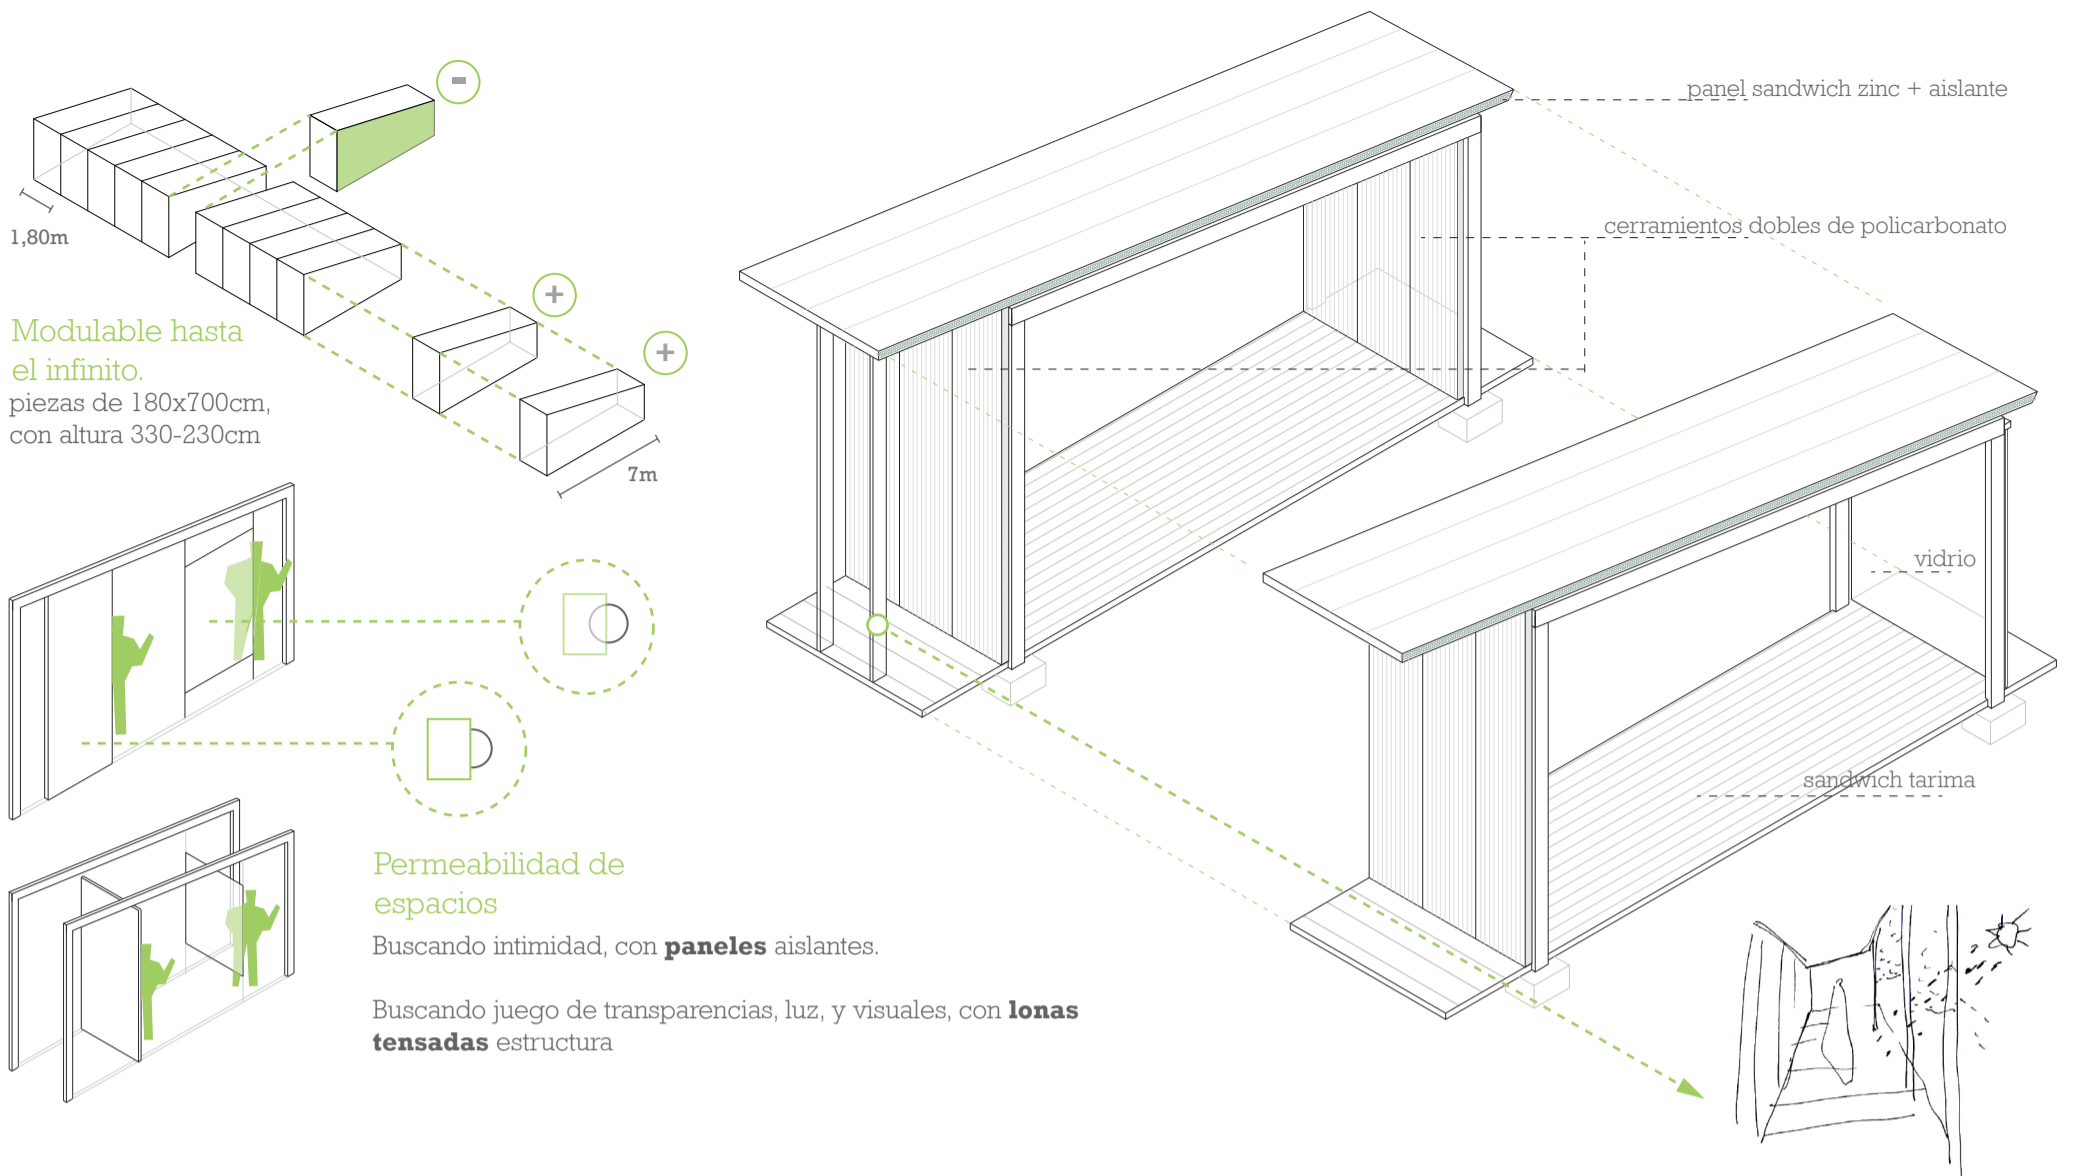 -
panel sandwich zinc + aislante
cerramientos dobles de policarbonato
1,80m
+
+
Modulable hasta
el infinito.
piezas de 180x700cm,
con altura 330-230cm
7m
vidrio
sandwich tarima
Permeabilidad de
espacios
Buscando intimidad, con paneles aislantes.
Buscando juego de transparencias, luz, y visuales, con lonas
tensadas estructura